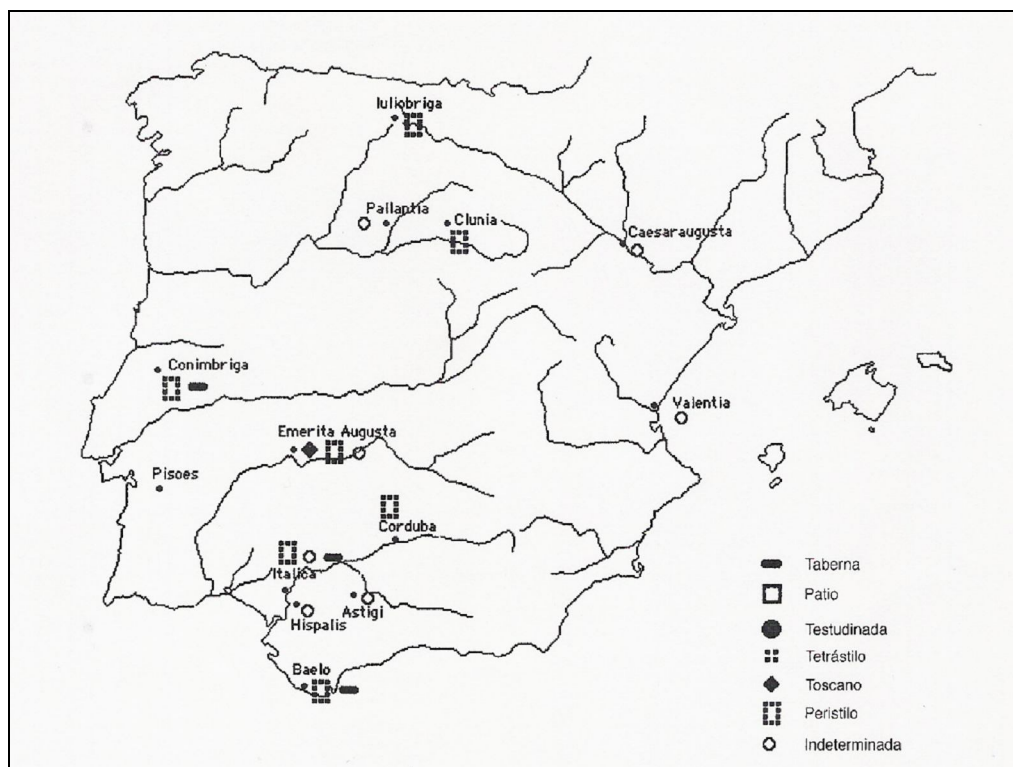 Iuliobriga
Pallantia
Clunia
Caesaraugusta
Conimbriga
Valentia
Emerita Augusta
Pisoes
Corduba
Italica
Astigi
Hispalis
Baelo
Taberna
Patio
Testudinada
Tetrástilo
Toscano
Peristilo
Indeterminada